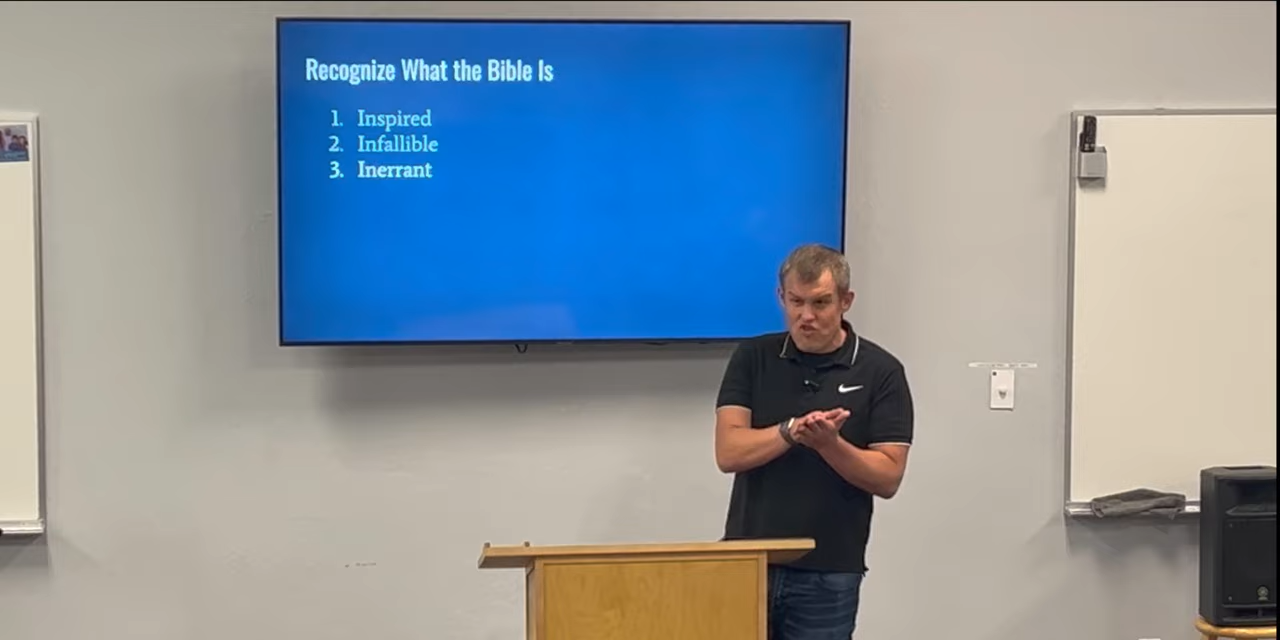 Recognize What the Bible Is
1. Inspired
2. Infallible
3. Inerrant